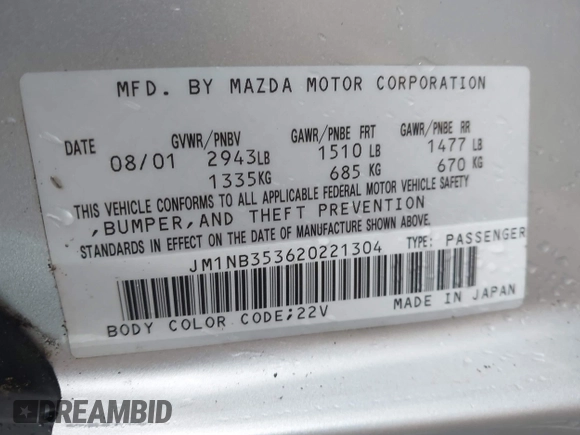 MFD. BY MAZDA MOTOR CORPORATION
DATE GVWR/PNBV GAWR/PNBE FRT GAWR/PNBE RR
08/01 2943LB 1510 LB 1477 LB
1335KG 685 KG 670 KG
THIS VEHICLE CONFORMS TO ALL APPLICABLE FEDERAL MOTOR VEHICLE SAFETY
,BUMPER,AND THEFT PREVENTION
STANDARDS IN EFFECT ON THE DATE OF MANUFACTURE SHOWN ABOVE.
JM1NB353620221304 TYPE: PASSENGER
BODY COLOR CODE;22V MADE IN JAPAN
DREAMBID